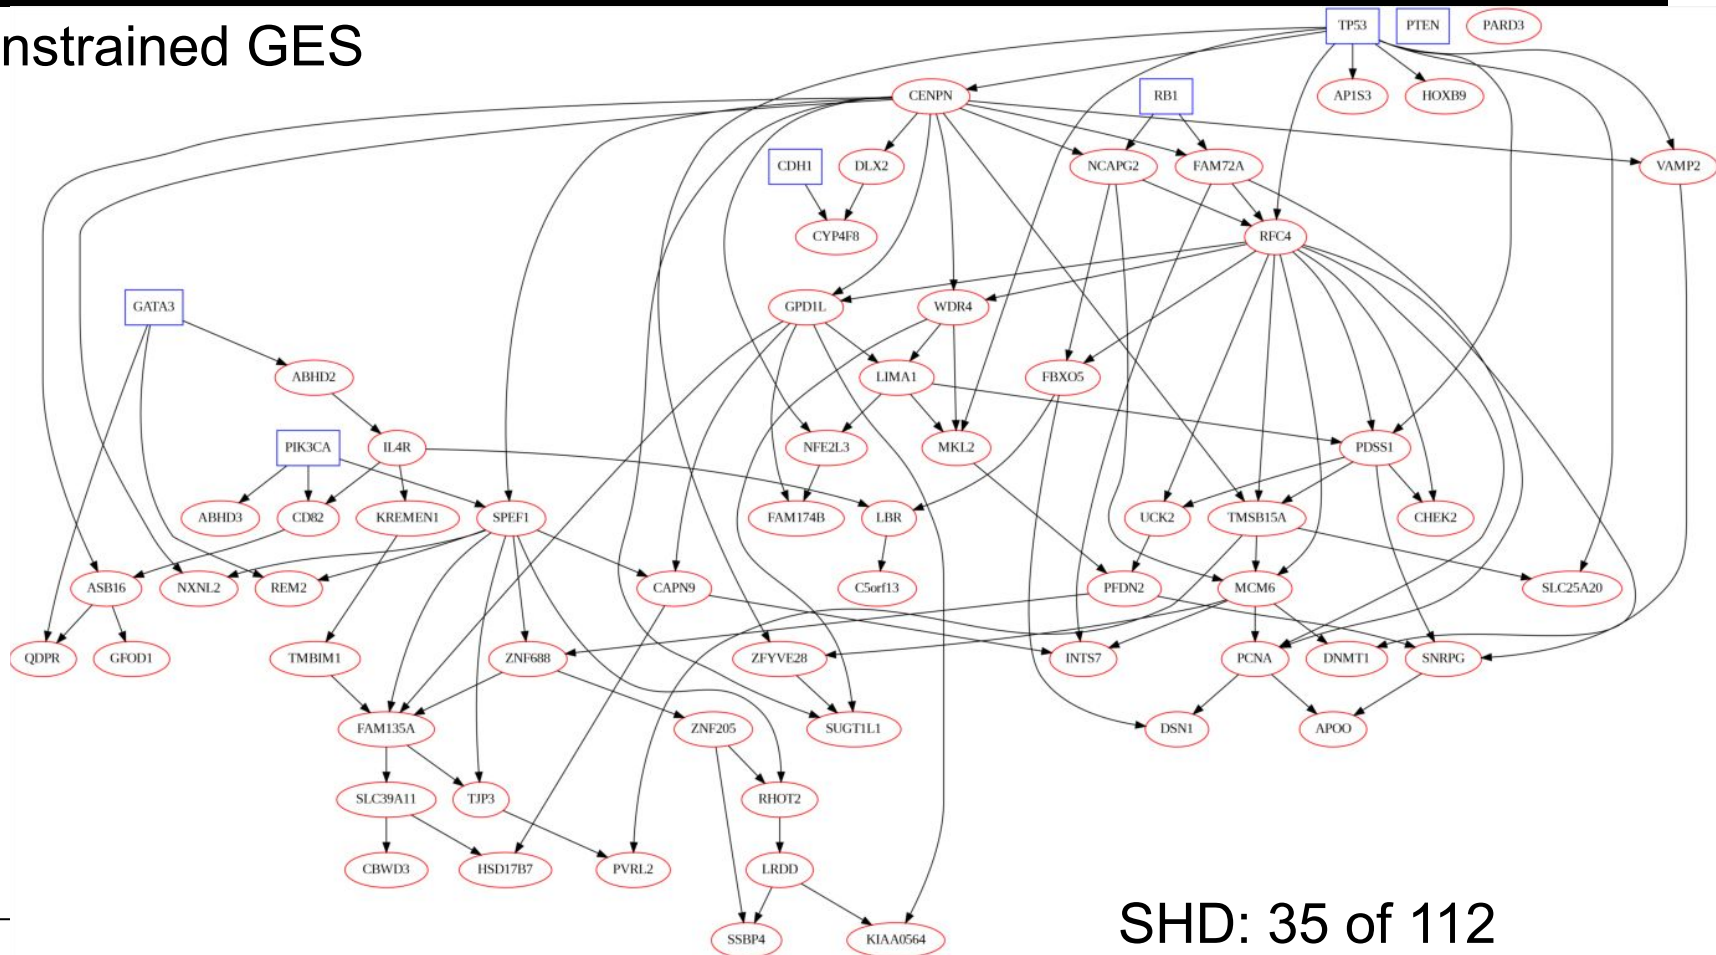 nstrained GES
TP53 PTEN PARD3
CENPN RB1 AP1S3 HOXB9
CDH1 DLX2 NCAPG2 FAM72A VAMP2
CYP4F8 RFC4
GATA3 GPD1L WDR4
ABHD2 LIMA1 FBXO5
PIK3CA IL4R NFE2L3 MKL2 PDSS1
ABHD3 CD82 KREMEN1 SPEF1 FAM174B LBR UCK2 TMSB15A CHEK2
ASB16 NXNL2 REM2 CAPN9 C5orf13 PFDN2 MCM6 SLC25A20
QDPR GFOD1 TMBIM1 ZNF688 ZFYVE28 INTS7 PCNA DNMT1 SNRPG
FAM135A ZNF205 SUGT1L1 DSN1 APOO
SLC39A11 TJP3 RHOT2
CBWD3 HSD17B7 PVRL2 LRDD
SSBP4 KIAA0564
SHD: 35 of 112